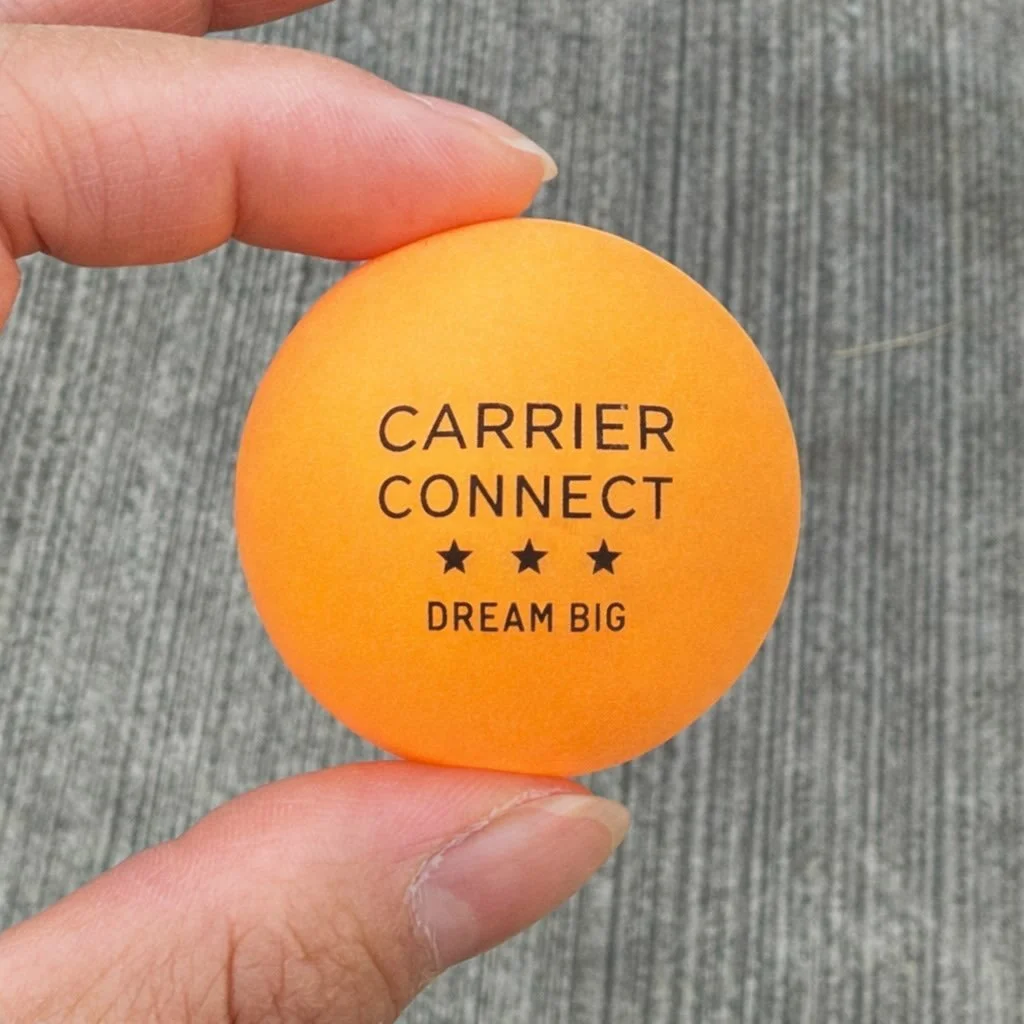 CARRIER
CONNECT
★ ★ ★
DREAM BIG